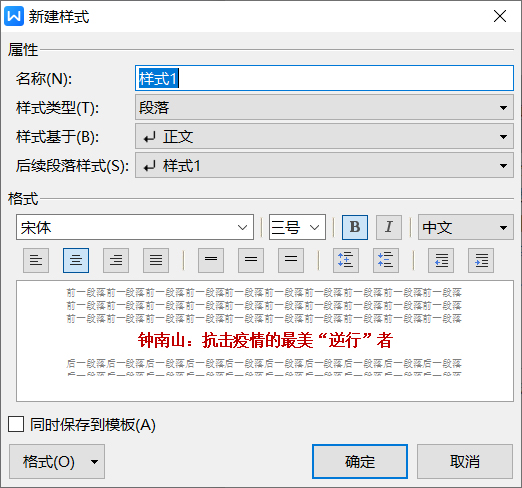 新建样式
属性
名称(N): 样式1
样式类型(T): 段落
样式基于(B): 正文
后续段落样式(S): 样式1
格式
宋体 三号 B I 中文
前一段落前一段落前一段落前一段落前一段落前一段落前一段落前一段落前一段落前一段落
前一段落前一段落前一段落前一段落前一段落前一段落前一段落前一段落前一段落前一段落
前一段落前一段落前一段落前一段落前一段落前一段落前一段落前一段落前一段落前一段落
钟南山：抗击疫情的最美“逆行”者
后一段落后一段落后一段落后一段落后一段落后一段落后一段落后一段落后一段落后一段落
后一段落后一段落后一段落后一段落后一段落后一段落后一段落后一段落后一段落后一段落
同时保存到模板(A)
格式(O) 确定 取消